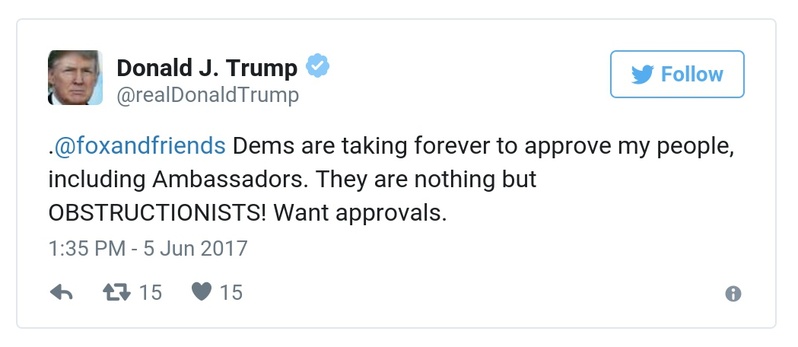 Donald J. Trump
@realDonaldTrump
Follow
.@foxandfriends Dems are taking forever to approve my people,
including Ambassadors. They are nothing but
OBSTRUCTIONISTS! Want approvals.
1:35 PM - 5 Jun 2017
15 15